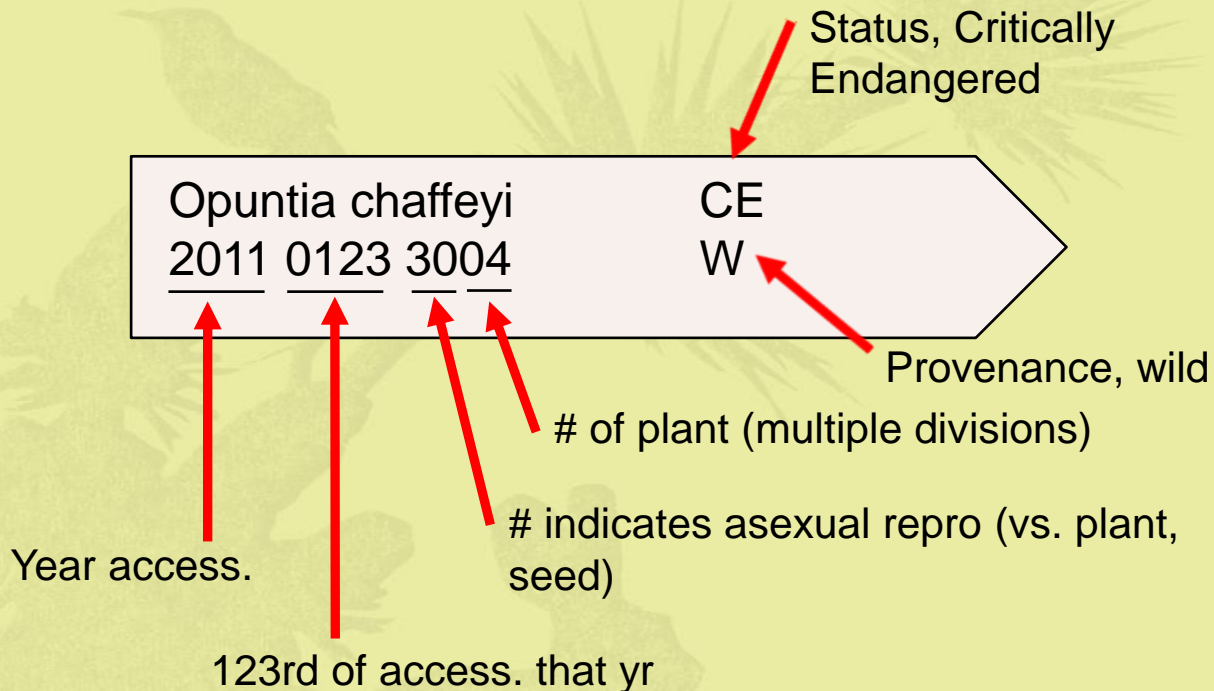 Status, Critically
Endangered
Opuntia chaffeyi CE
2011 0123 3004 W
Provenance, wild
# of plant (multiple divisions)
# indicates asexual repro (vs. plant,
seed)
Year access.
123rd of access. that yr